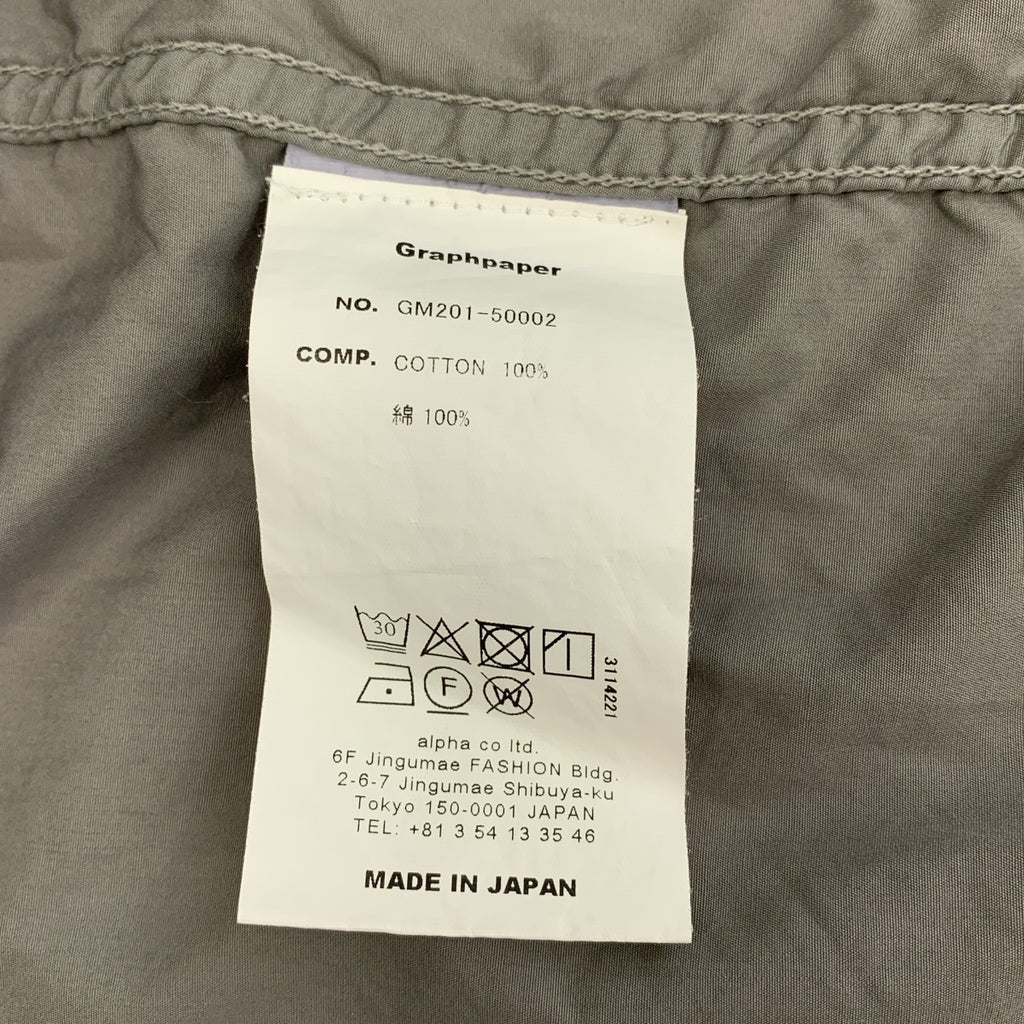 Graphpaper
NO. GM201-50002
COMP. COTTON 100%
綿 100%
30
3114221
F
W
alpha co ltd.
6F Jingumae FASHION Bldg.
2-6-7 Jingumae Shibuya-ku
Tokyo 150-0001 JAPAN
TEL: +81 3 54 13 35 46
MADE IN JAPAN